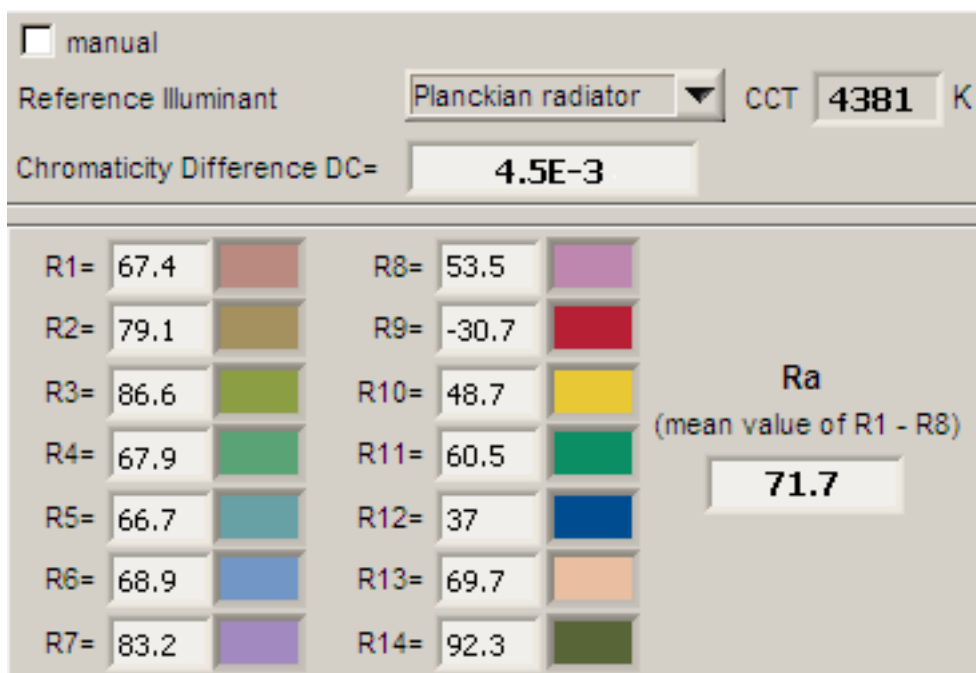 manual
Reference Illuminant Planckian radiator CCT 4381 K
Chromaticity Difference DC= 4.5E-3
R1= 67.4 R8= 53.5
R2= 79.1 R9= -30.7
R3= 86.6 R10= 48.7
Ra
R4= 67.9 R11= 60.5
(mean value of R1 - R8)
R5= 66.7 R12= 37
71.7
R6= 68.9 R13= 69.7
R7= 83.2 R14= 92.3